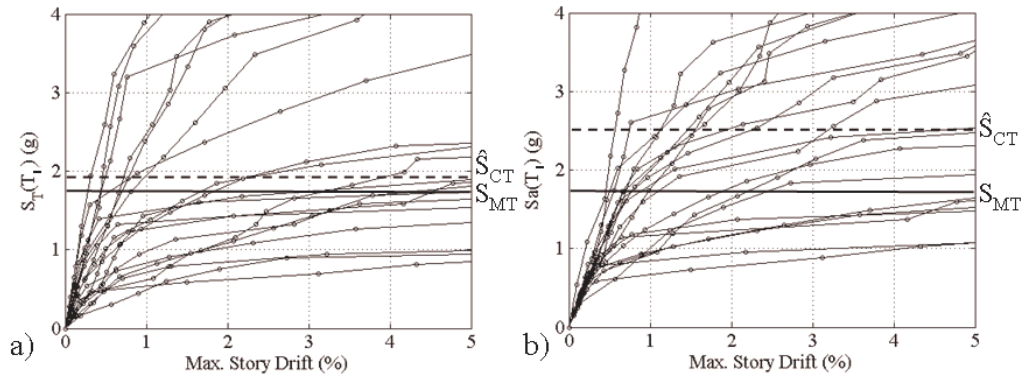 4
3
2
1
0
S_T(T_1) (g)
0 1 2 3 4 5
Max. Story Drift (%)
a)
Ŝ_CT
S_MT
4
3
2
1
0
Sa(T_1) (g)
0 1 2 3 4 5
Max. Story Drift (%)
b)
Ŝ_CT
S_MT